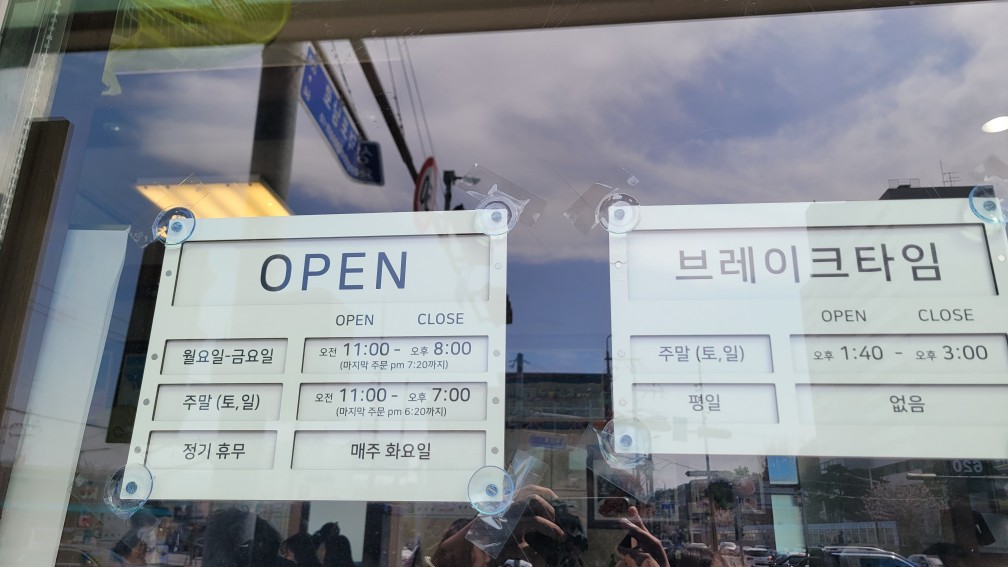 OPEN
OPEN CLOSE
월요일-금요일 오전 11:00 - 오후 8:00
(마지막 주문 pm 7:20까지)
주말 (토,일) 오전 11:00 - 오후 7:00
(마지막 주문 pm 6:20까지)
정기 휴무 매주 화요일
브레이크타임
OPEN CLOSE
주말 (토,일) 오후 1:40 - 오후 3:00
평일 없음